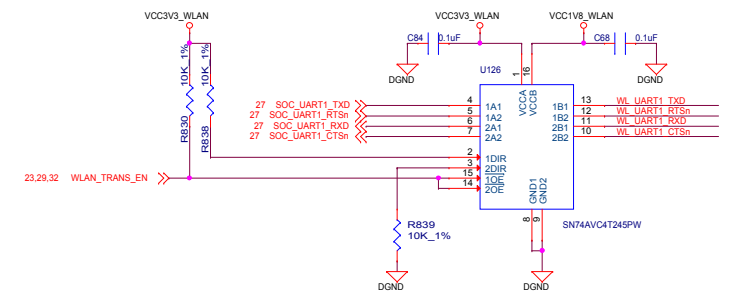 VCC3V3_WLAN
VCC3V3_WLAN
VCC1V8_WLAN
C84
0.1uF
C68
0.1uF
DGND
DGND
10K_1%
10K_1%
R830
R838
U126
1
16
VCCA
VCCB
27 SOC_UART1_TXD
4
1A1
1B1
13
WL_UART1_TXD
27 SOC_UART1_RTSn
5
1A2
1B2
12
WL_UART1_RTSn
27 SOC_UART1_RXD
6
2A1
2B1
11
WL_UART1_RXD
27 SOC_UART1_CTSn
7
2A2
2B2
10
WL_UART1_CTSn
2
1DIR
3
2DIR
23,29,32 WLAN_TRANS_EN
15
1OE
14
2OE
GND1
GND2
8
9
SN74AVC4T245PW
R839
10K_1%
DGND
DGND